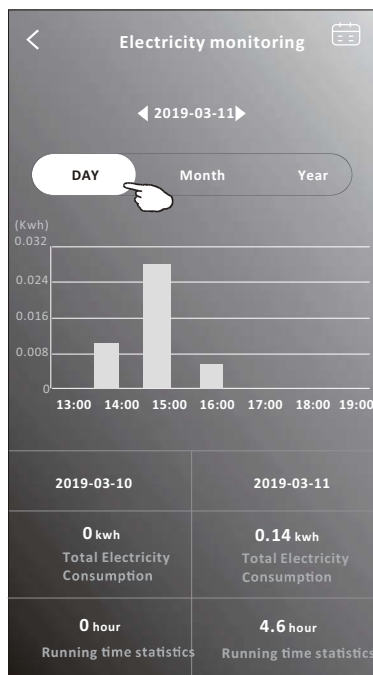 Electricity monitoring
2019-03-11
DAY Month Year
(Kwh)
0.032
0.024
0.016
0.008
0
13:00 14:00 15:00 16:00 17:00 18:00 19:00
2019-03-10 2019-03-11
0 kwh 0.14 kwh
Total Electricity Total Electricity
Consumption Consumption
0 hour 4.6 hour
Running time statistics Running time statistics